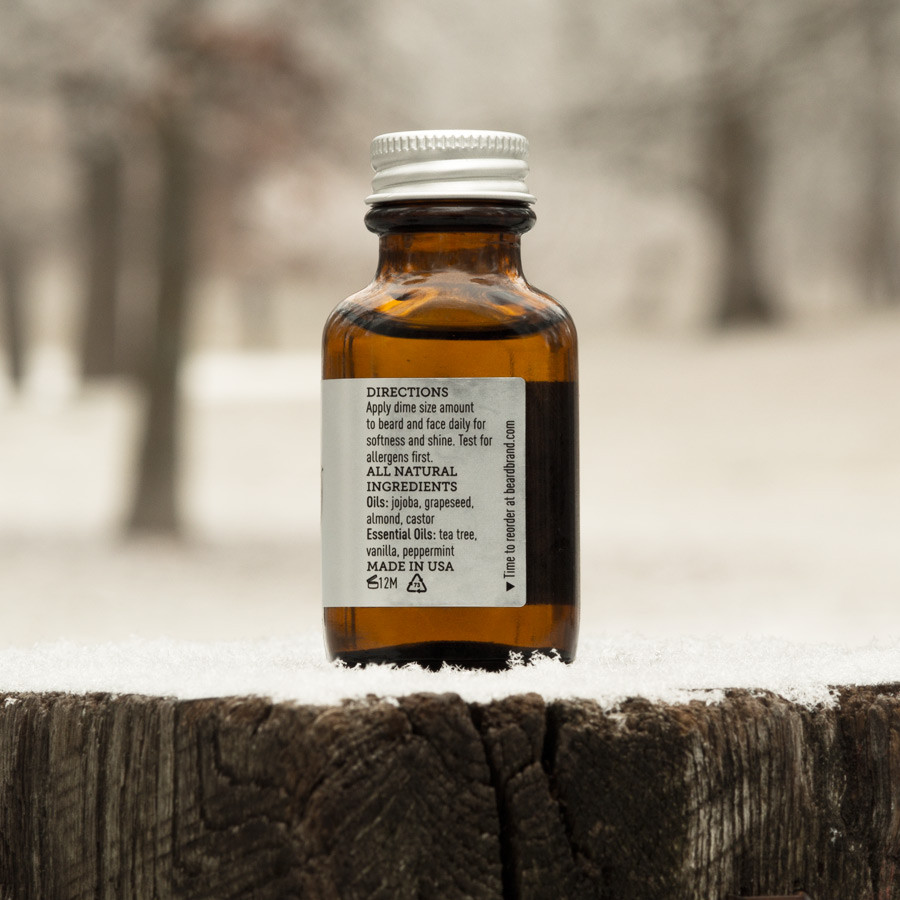 DIRECTIONS
Apply dime size amount
to beard and face daily for
softness and shine. Test for
allergens first.
ALL NATURAL
INGREDIENTS
Oils: jojoba, grapeseed,
almond, castor
Essential Oils: tea tree,
vanilla, peppermint
MADE IN USA
12M
▼ Time to reorder at beardbrand.com